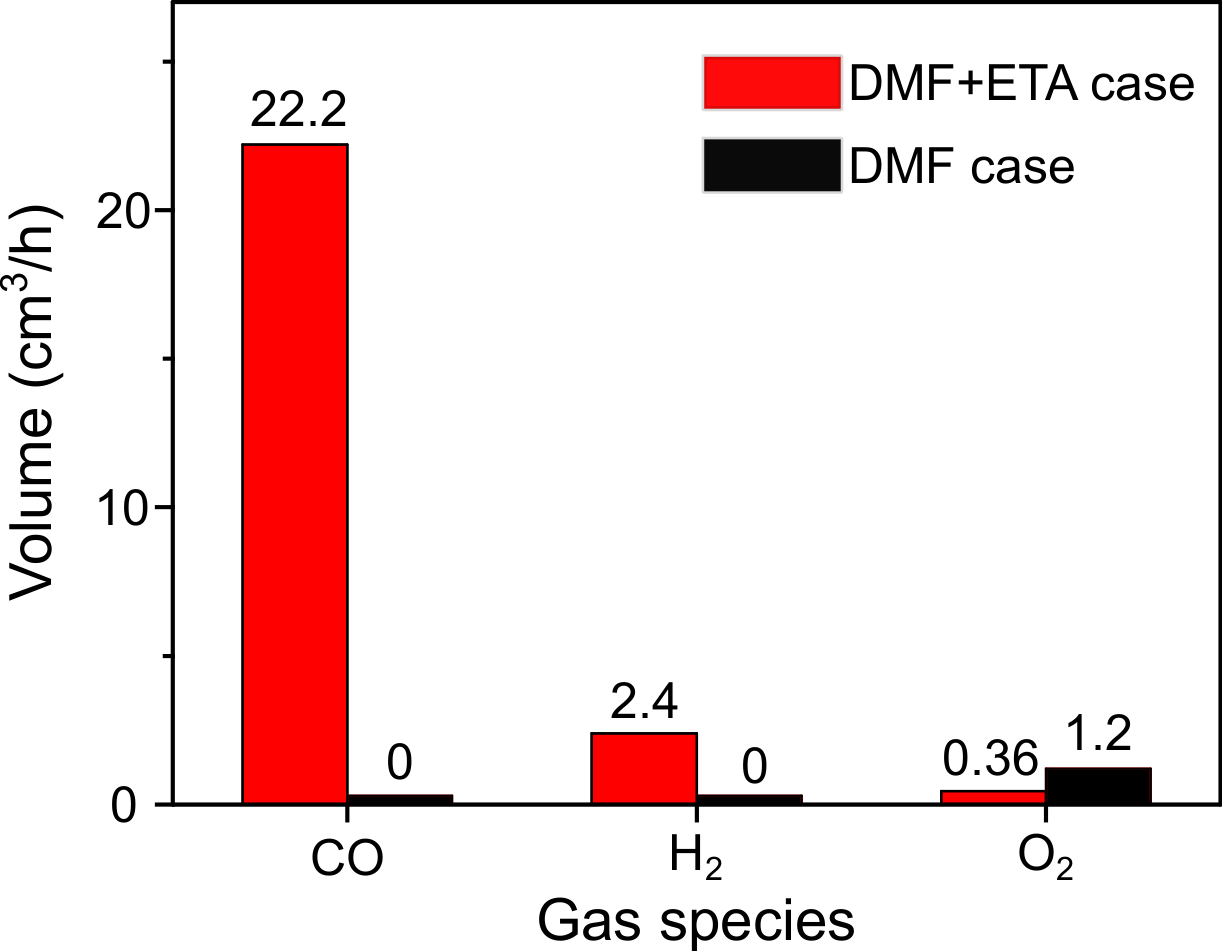 22.2
DMF+ETA case
DMF case
20
10
0
Volume (cm³/h)
0
2.4
0
0.36
1.2
CO
H₂
O₂
Gas species